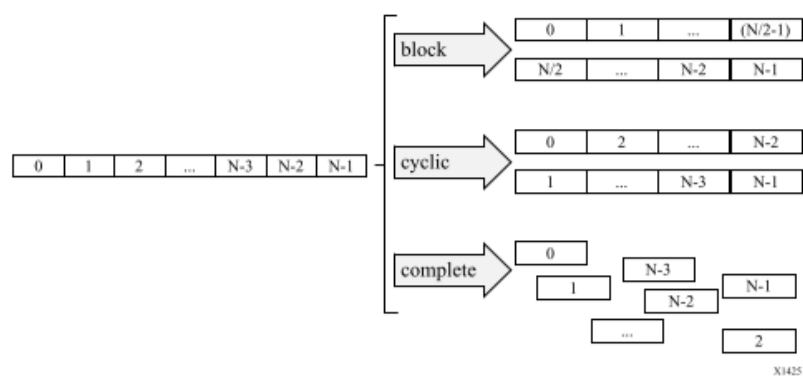 0 1 ... (N/2-1)
block
N/2 ... N-2 N-1
0 2 ... N-2
0 1 2 ... N-3 N-2 N-1
cyclic
1 ... N-3 N-1
0
complete
N-3
1
N-1
N-2
...
2
X1425